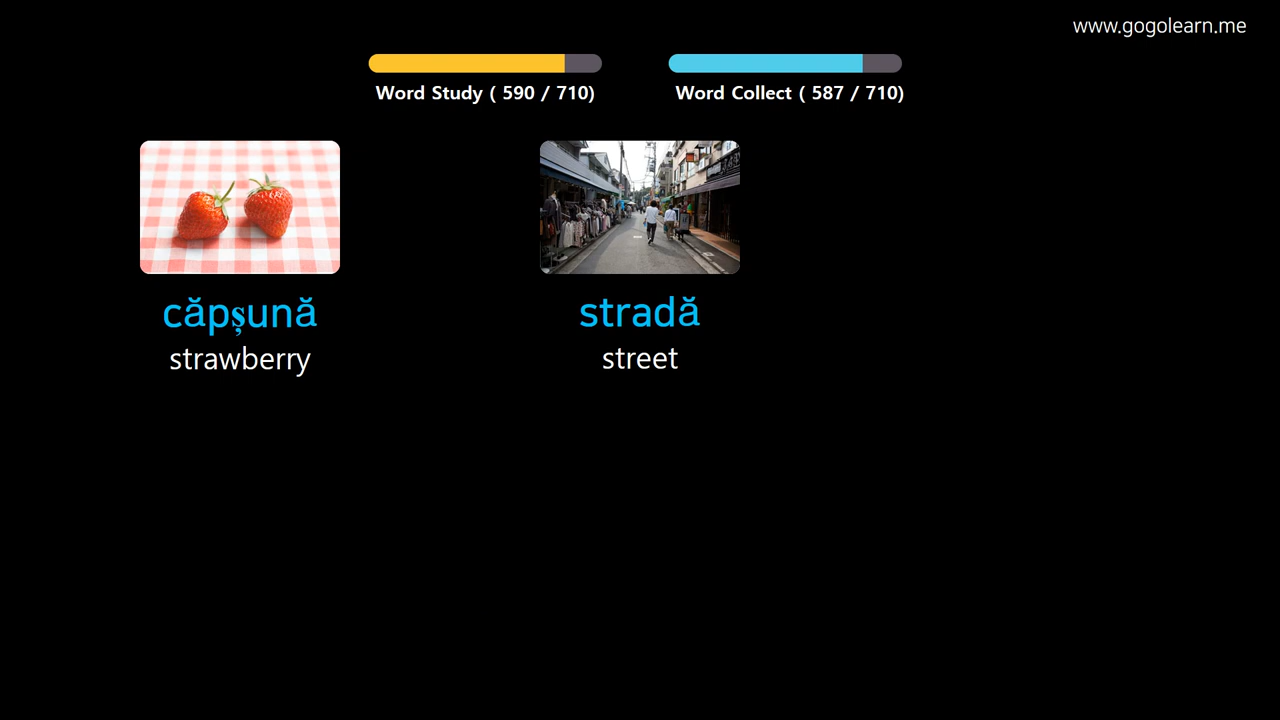 www.gogolearn.me
Word Study ( 590 / 710)
Word Collect ( 587 / 710)
căpșună
strawberry
stradă
street